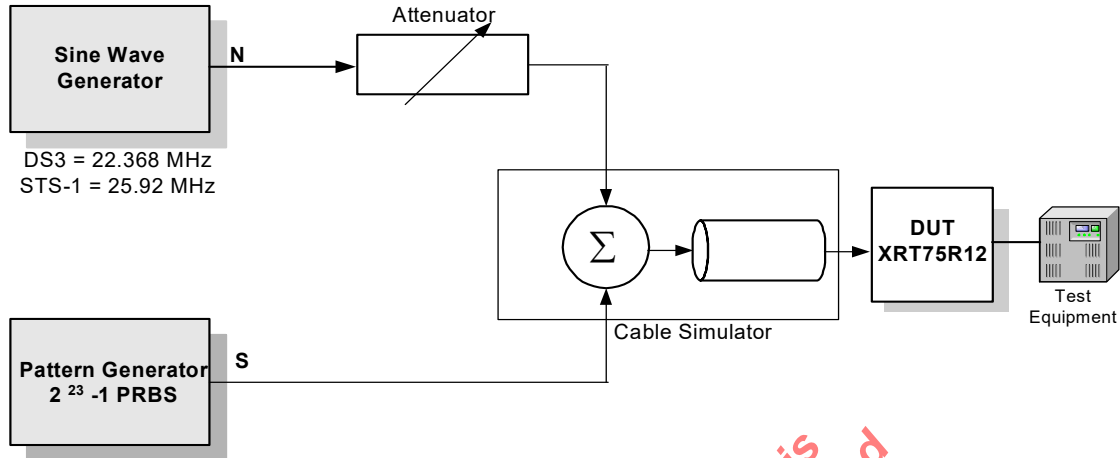 Attenuator
Sine Wave
Generator
N
DS3 = 22.368 MHz
STS-1 = 25.92 MHz
Σ
DUT
XRT75R12
Test
Equipment
Cable Simulator
Pattern Generator
2 23 -1 PRBS
S
is
d